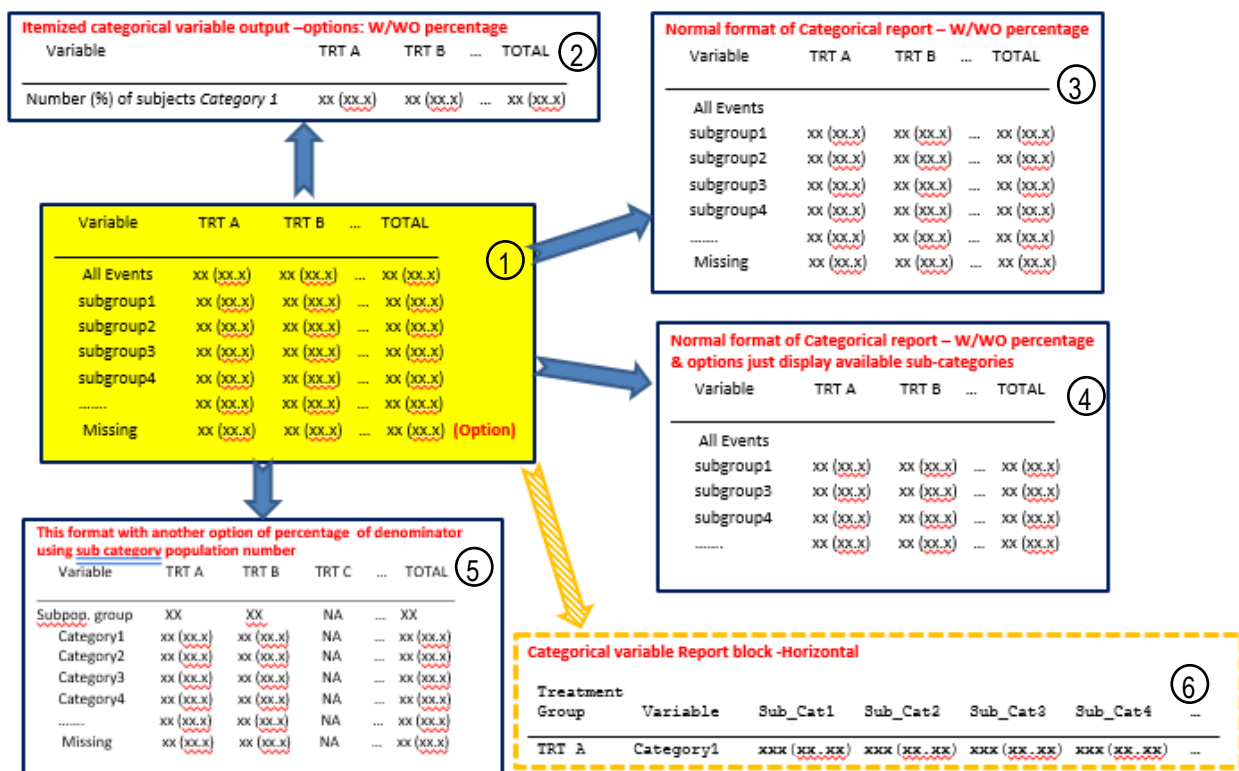 Itemized categorical variable output –options: W/WO percentage
Variable TRT A TRT B ... TOTAL
2
Number (%) of subjects Category 1 xx (xx.x) xx (xx.x) ... xx (xx.x)
Normal format of Categorical report – W/WO percentage
Variable TRT A TRT B ... TOTAL
3
All Events
subgroup1 xx (xx.x) xx (xx.x) ... xx (xx.x)
subgroup2 xx (xx.x) xx (xx.x) ... xx (xx.x)
subgroup3 xx (xx.x) xx (xx.x) ... xx (xx.x)
subgroup4 xx (xx.x) xx (xx.x) ... xx (xx.x)
........ xx (xx.x) xx (xx.x) ... xx (xx.x)
Missing xx (xx.x) xx (xx.x) ... xx (xx.x)
Variable TRT A TRT B ... TOTAL
1
All Events xx (xx.x) xx (xx.x) ... xx (xx.x)
subgroup1 xx (xx.x) xx (xx.x) ... xx (xx.x)
subgroup2 xx (xx.x) xx (xx.x) ... xx (xx.x)
subgroup3 xx (xx.x) xx (xx.x) ... xx (xx.x)
subgroup4 xx (xx.x) xx (xx.x) ... xx (xx.x)
........ xx (xx.x) xx (xx.x) ... xx (xx.x)
Missing xx (xx.x) xx (xx.x) ... xx (xx.x) (Option)
Normal format of Categorical report – W/WO percentage
& options just display available sub-categories
Variable TRT A TRT B ... TOTAL
4
All Events
subgroup1 xx (xx.x) xx (xx.x) ... xx (xx.x)
subgroup3 xx (xx.x) xx (xx.x) ... xx (xx.x)
subgroup4 xx (xx.x) xx (xx.x) ... xx (xx.x)
........ xx (xx.x) xx (xx.x) ... xx (xx.x)
This format with another option of percentage of denominator
using sub category population number
Variable TRT A TRT B TRT C ... TOTAL
5
Subpop. group XX XX NA ... XX
Category1 xx (xx.x) xx (xx.x) NA ... xx (xx.x)
Category2 xx (xx.x) xx (xx.x) NA ... xx (xx.x)
Category3 xx (xx.x) xx (xx.x) NA ... xx (xx.x)
Category4 xx (xx.x) xx (xx.x) NA ... xx (xx.x)
........ xx (xx.x) xx (xx.x) NA ... xx (xx.x)
Missing xx (xx.x) xx (xx.x) NA ... xx (xx.x)
Categorical variable Report block -Horizontal
6
Treatment
Group Variable Sub_Cat1 Sub_Cat2 Sub_Cat3 Sub_Cat4 ...
TRT A Category1 xxx(xx.xx) xxx(xx.xx) xxx(xx.xx) xxx(xx.xx) ...